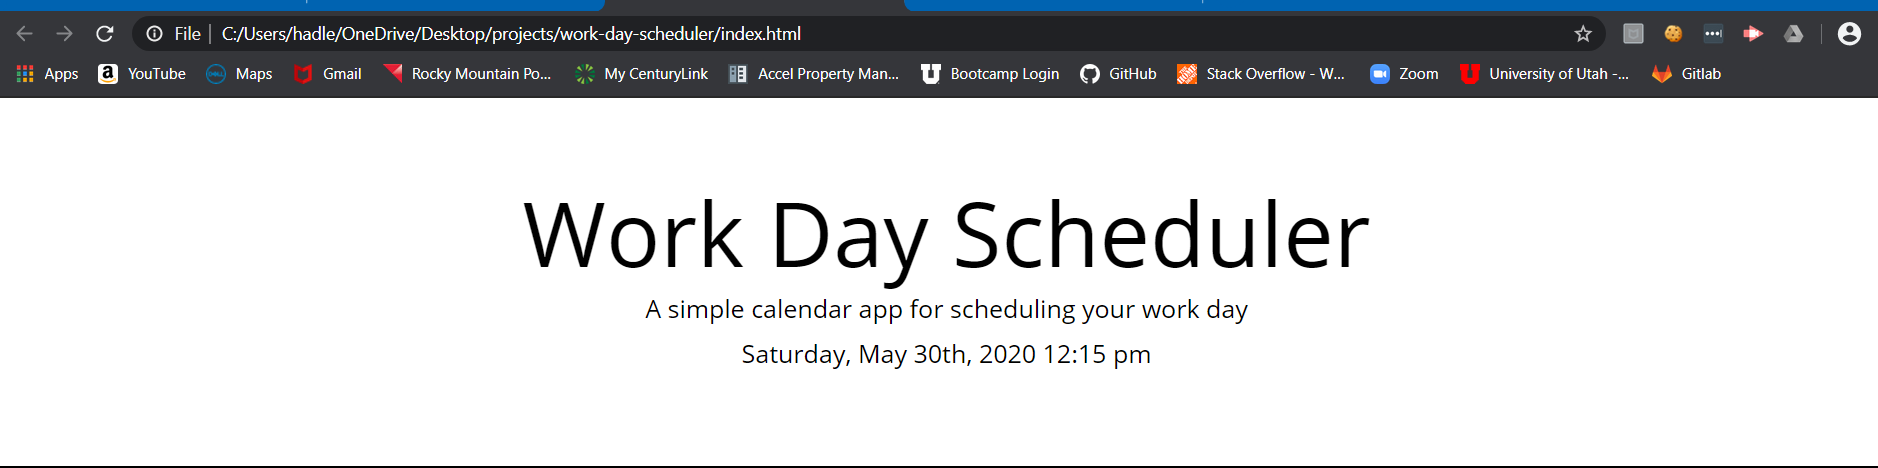 File | C:/Users/hadle/OneDrive/Desktop/projects/work-day-scheduler/index.html
Apps YouTube Maps Gmail Rocky Mountain Po... My CenturyLink Accel Property Man... Bootcamp Login GitHub Stack Overflow - W... Zoom University of Utah -... Gitlab
Work Day Scheduler
A simple calendar app for scheduling your work day
Saturday, May 30th, 2020 12:15 pm